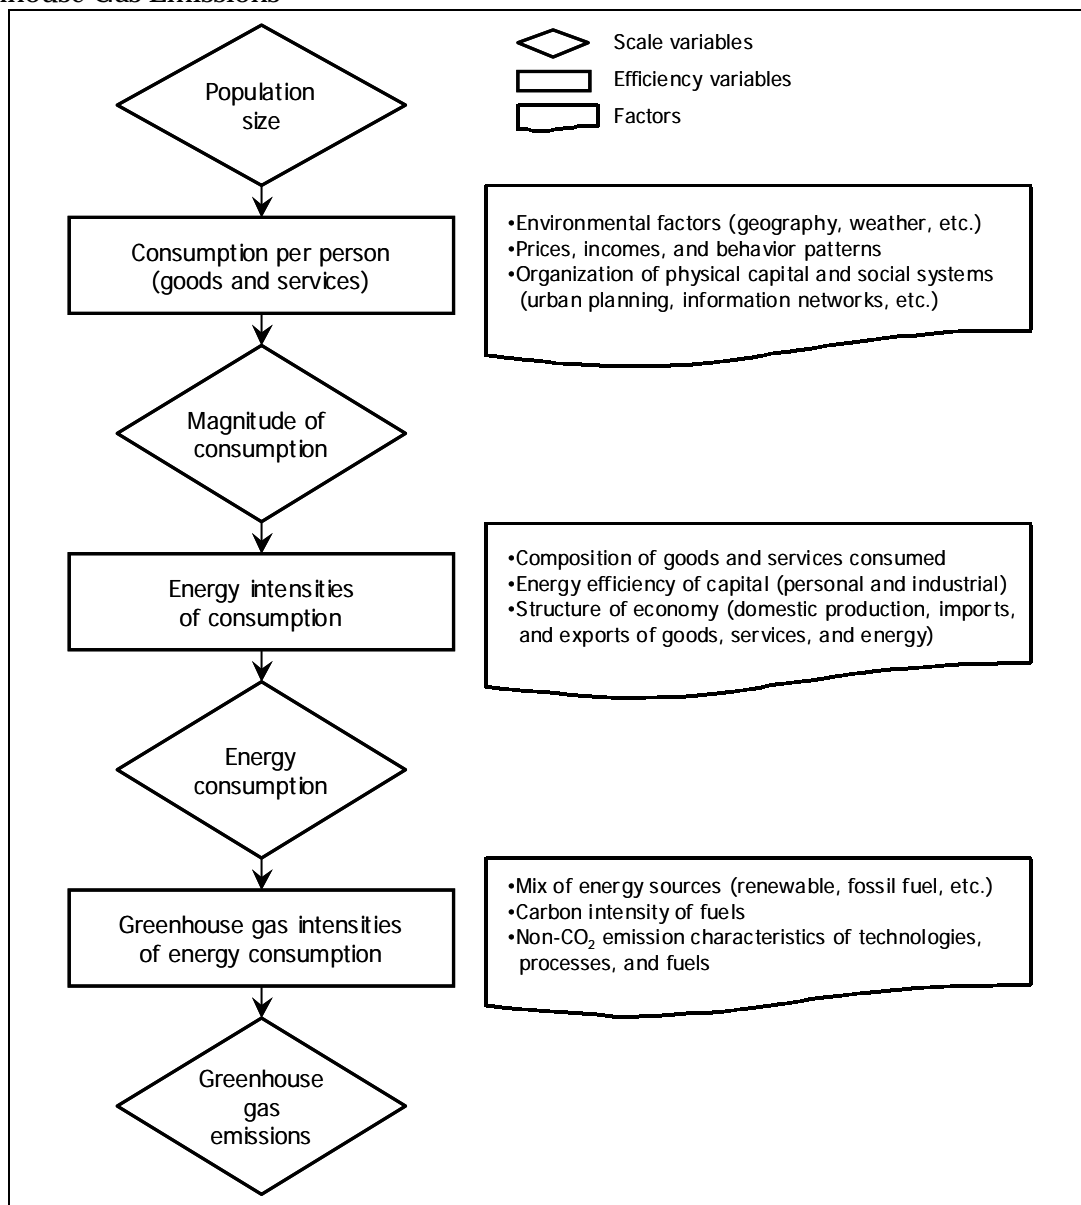 Population
size
Scale variables
Efficiency variables
Factors
Consumption per person
(goods and services)
•Environmental factors (geography, weather, etc.)
•Prices, incomes, and behavior patterns
•Organization of physical capital and social systems
(urban planning, information networks, etc.)
Magnitude of
consumption
Energy intensities
of consumption
•Composition of goods and services consumed
•Energy efficiency of capital (personal and industrial)
•Structure of economy (domestic production, imports,
and exports of goods, services, and energy)
Energy
consumption
Greenhouse gas intensities
of energy consumption
•Mix of energy sources (renewable, fossil fuel, etc.)
•Carbon intensity of fuels
•Non-CO₂ emission characteristics of technologies,
processes, and fuels
Greenhouse
gas
emissions